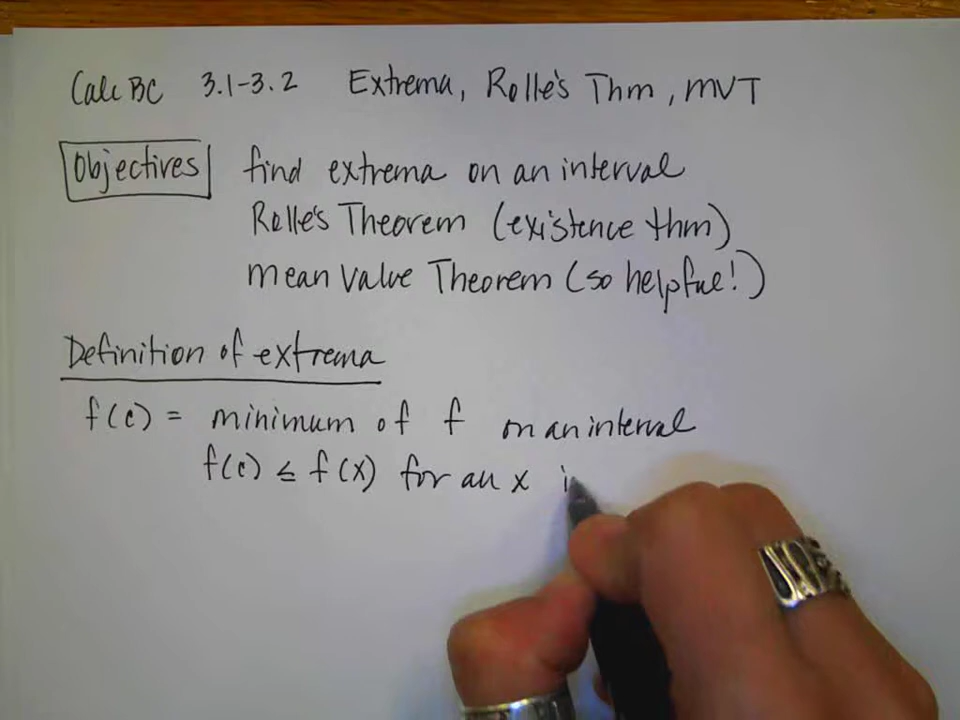 Calc BC 3.1-3.2 Extrema, Rolle's Thm, MVT
Objectives find extrema on an interval
Rolle's Theorem (existence thm)
mean value Theorem (so helpful!)
Definition of extrema
f(c) = minimum of f on an interval
f(c) ≤ f(x) for all x i